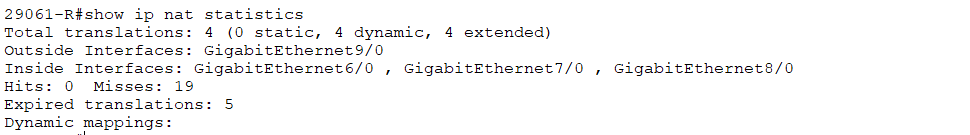 29061-R#show ip nat statistics
Total translations: 4 (0 static, 4 dynamic, 4 extended)
Outside Interfaces: GigabitEthernet9/0
Inside Interfaces: GigabitEthernet6/0 , GigabitEthernet7/0 , GigabitEthernet8/0
Hits: 0  Misses: 19
Expired translations: 5
Dynamic mappings: